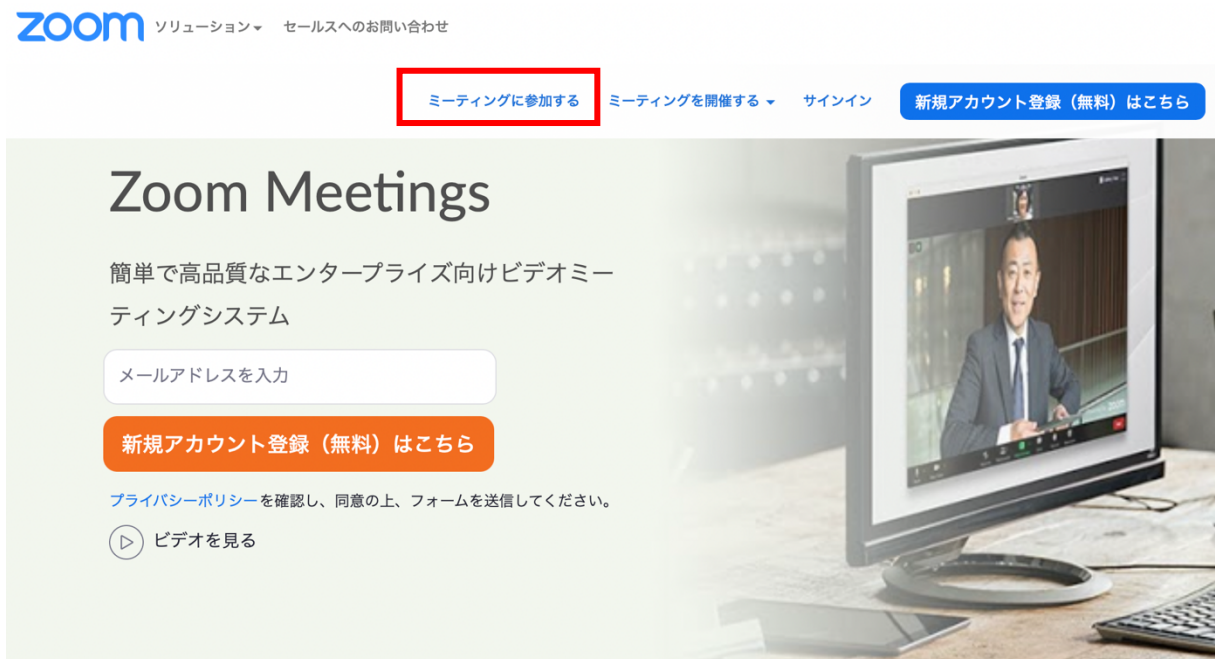 zoom ソリューション セールスへのお問い合わせ
ミーティングに参加する ミーティングを開催する サインイン 新規アカウント登録（無料）はこちら
Zoom Meetings
簡単で高品質なエンタープライズ向けビデオミー
ティングシステム
メールアドレスを入力
新規アカウント登録（無料）はこちら
プライバシーポリシーを確認し、同意の上、フォームを送信してください。
ビデオを見る